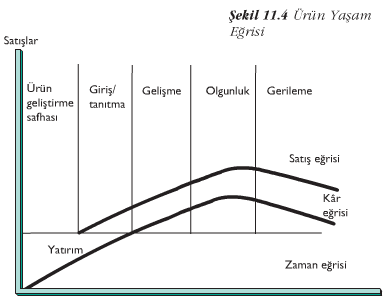 Şekil 11.4 Ürün Yaşam
Eğrisi
Satışlar
Ürün
geliştirme
safhası
Giriş/
tanıtma
Gelişme
Olgunluk
Gerileme
Satış eğrisi
Kâr
eğrisi
Yatırım
Zaman eğrisi